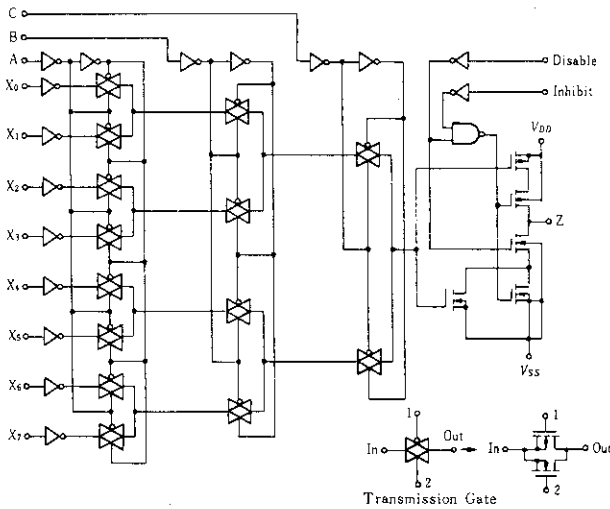 C
B
A
X0
X1
X2
X3
X4
X5
X6
X7
Disable
Inhibit
VDD
Z
VSS
1
In
Out
2
1
In
Out
2
Transmission Gate